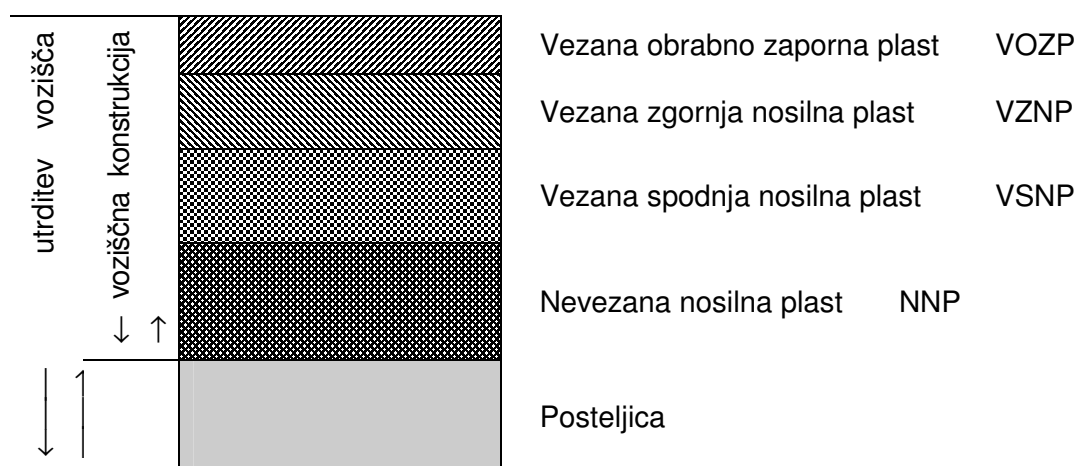 utrditev vozišča
voziščna konstrukcija
Vezana obrabno zaporna plast VOZP
Vezana zgornja nosilna plast VZNP
Vezana spodnja nosilna plast VSNP
Nevezana nosilna plast NNP
Posteljica